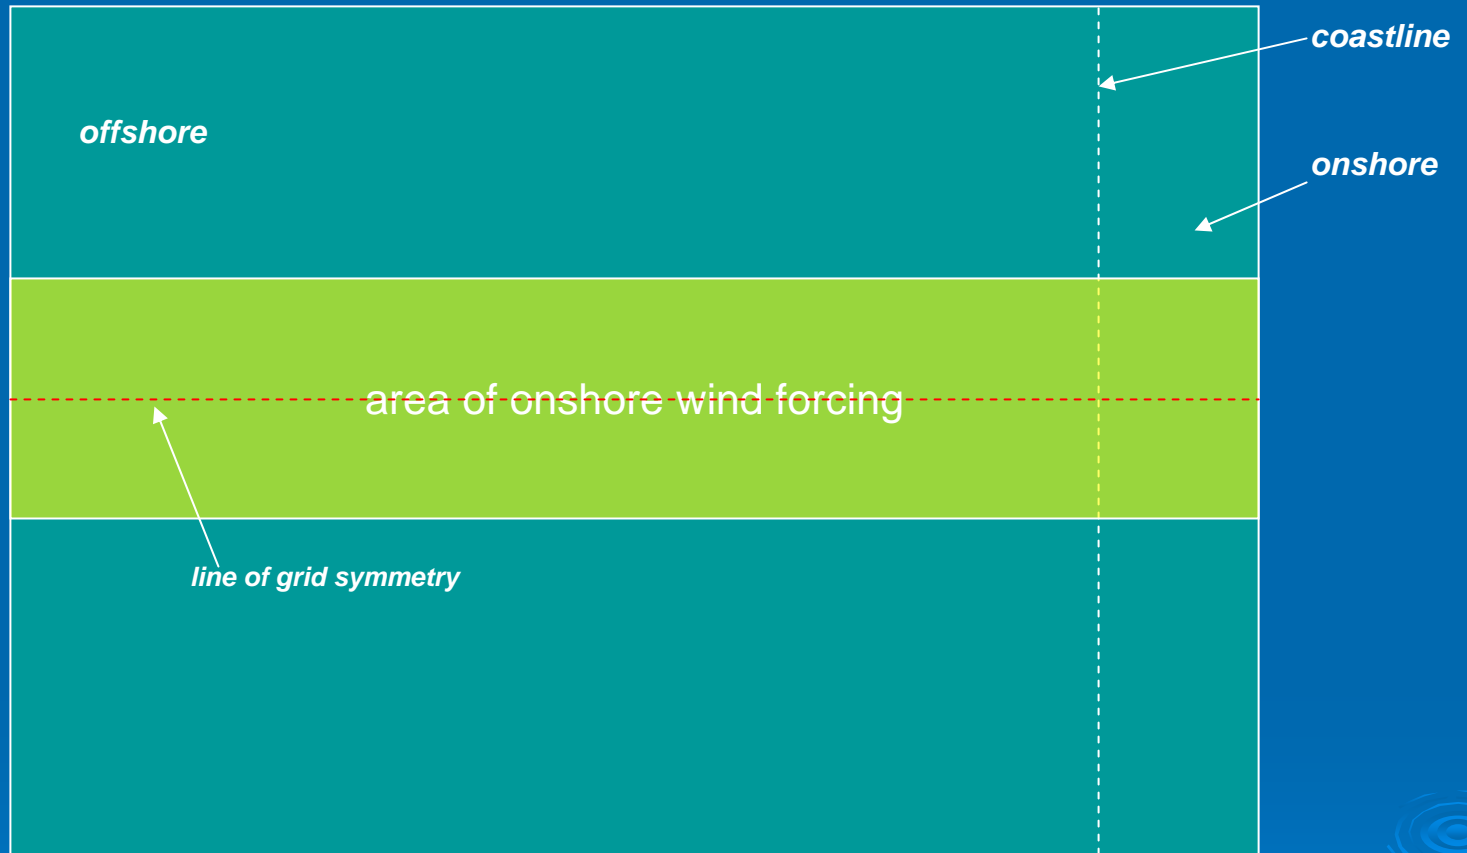 coastline
offshore
onshore
area of onshore wind forcing
line of grid symmetry